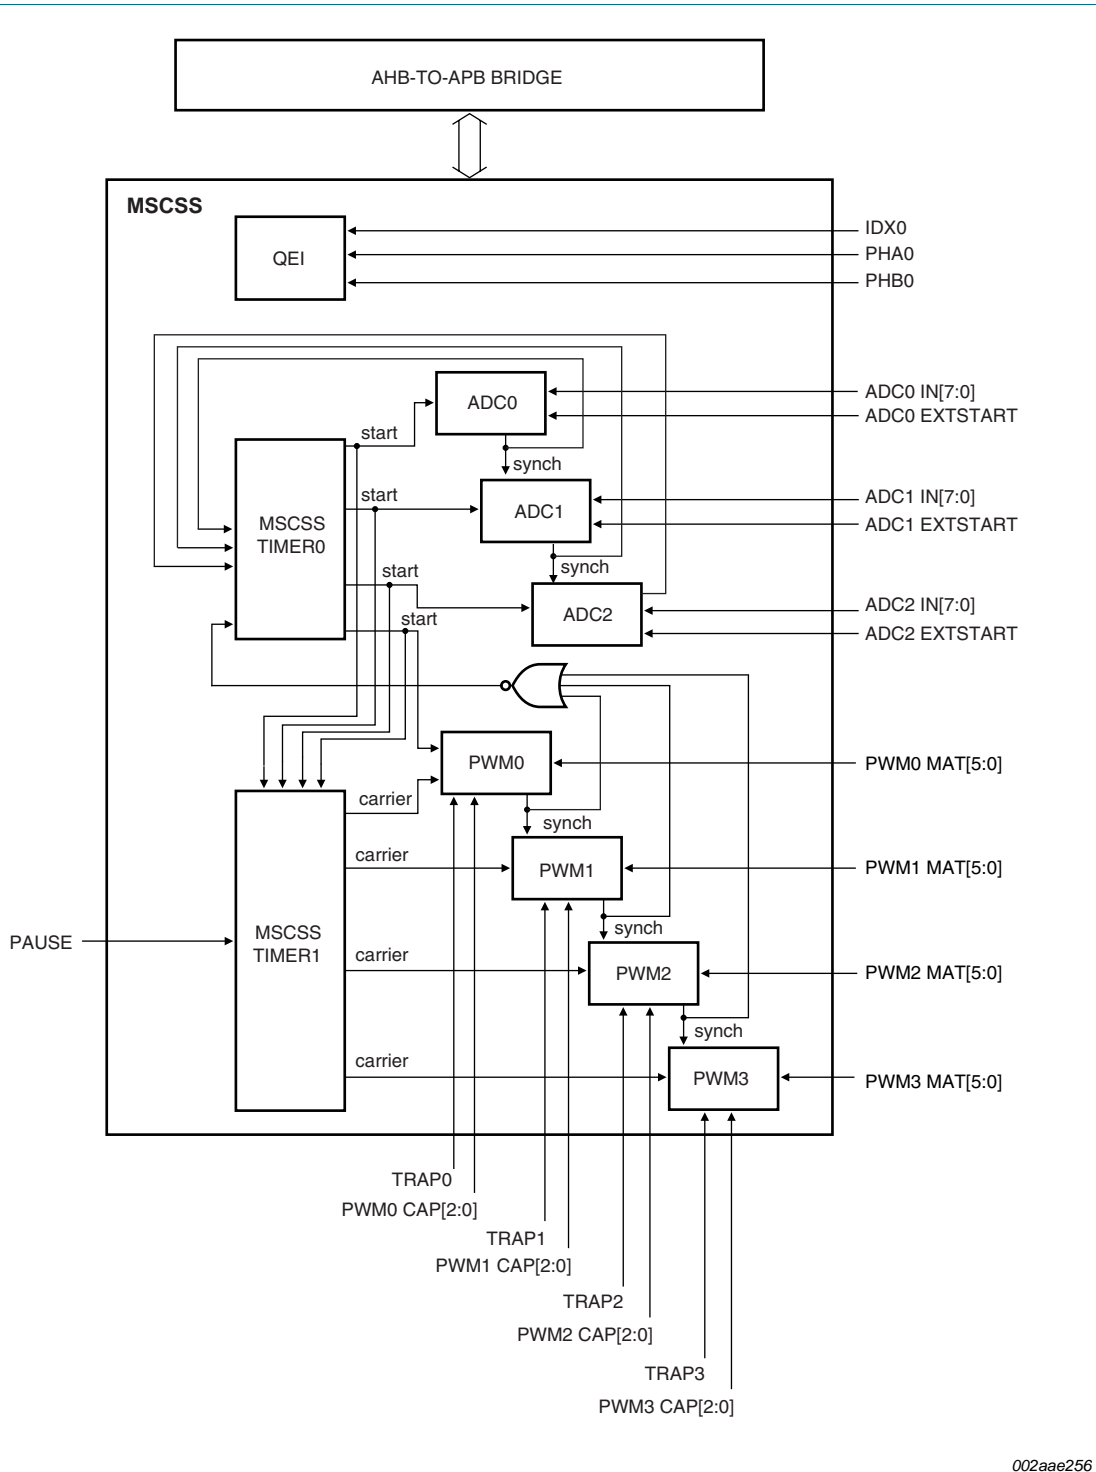 AHB-TO-APB BRIDGE
MSCSS
QEI
IDX0
PHA0
PHB0
ADC0
ADC0 IN[7:0]
ADC0 EXTSTART
start
synch
start
ADC1
ADC1 IN[7:0]
ADC1 EXTSTART
MSCSS
TIMER0
synch
start
ADC2
ADC2 IN[7:0]
ADC2 EXTSTART
start
PWM0
PWM0 MAT[5:0]
carrier
synch
carrier
PWM1
PWM1 MAT[5:0]
PAUSE
MSCSS
TIMER1
synch
carrier
PWM2
PWM2 MAT[5:0]
synch
carrier
PWM3
PWM3 MAT[5:0]
TRAP0
PWM0 CAP[2:0]
TRAP1
PWM1 CAP[2:0]
TRAP2
PWM2 CAP[2:0]
TRAP3
PWM3 CAP[2:0]
002aae256